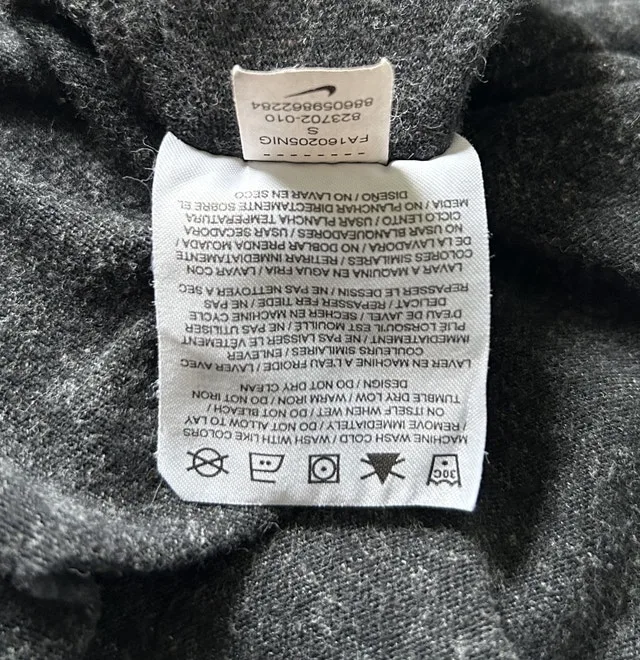 30C
MACHINE WASH COLD / WASH WITH LIKE COLORS
/ REMOVE IMMEDIATELY / DO NOT ALLOW TO LAY
ON ITSELF WHEN WET / DO NOT BLEACH /
TUMBLE DRY LOW / WARM IRON / DO NOT IRON
DESIGN / DO NOT DRY CLEAN
LAVER EN MACHINE A L'EAU FROIDE / LAVER AVEC
COULEURS SIMILAIRES / ENLEVER
IMMEDIATEMENT / NE PAS LAISSER LE VÊTEMENT
PLIÉ LORSQU'IL EST MOUILLÉ / NE PAS UTILISER
D'EAU DE JAVEL / EN SECHER / MACHINE CYCLE
DELICAT / REPASSER FER TIEDE / NE PAS
REPASSER LE DESSIN / NE PAS NETTOYER A SEC
LAVAR A MAQUINA EN AGUA FRIA / LAVAR CON
COLORES SIMILARES / RETIRAR IMMEDIATAMENTE
DE LA LAVADORA / NO DOBLAR PRENDA MOJADA /
NO USAR BLANQUEADORES / USAR SECADORA
CICLO LENTO / USAR PLANCHA TEMPERATURA
MEDIA / NO PLANCHAR DIRECTAMENTE SOBRE EL
DISEÑO / NO LAVAR EN SECO
FA160205NIG
S
823702-010
886059862284